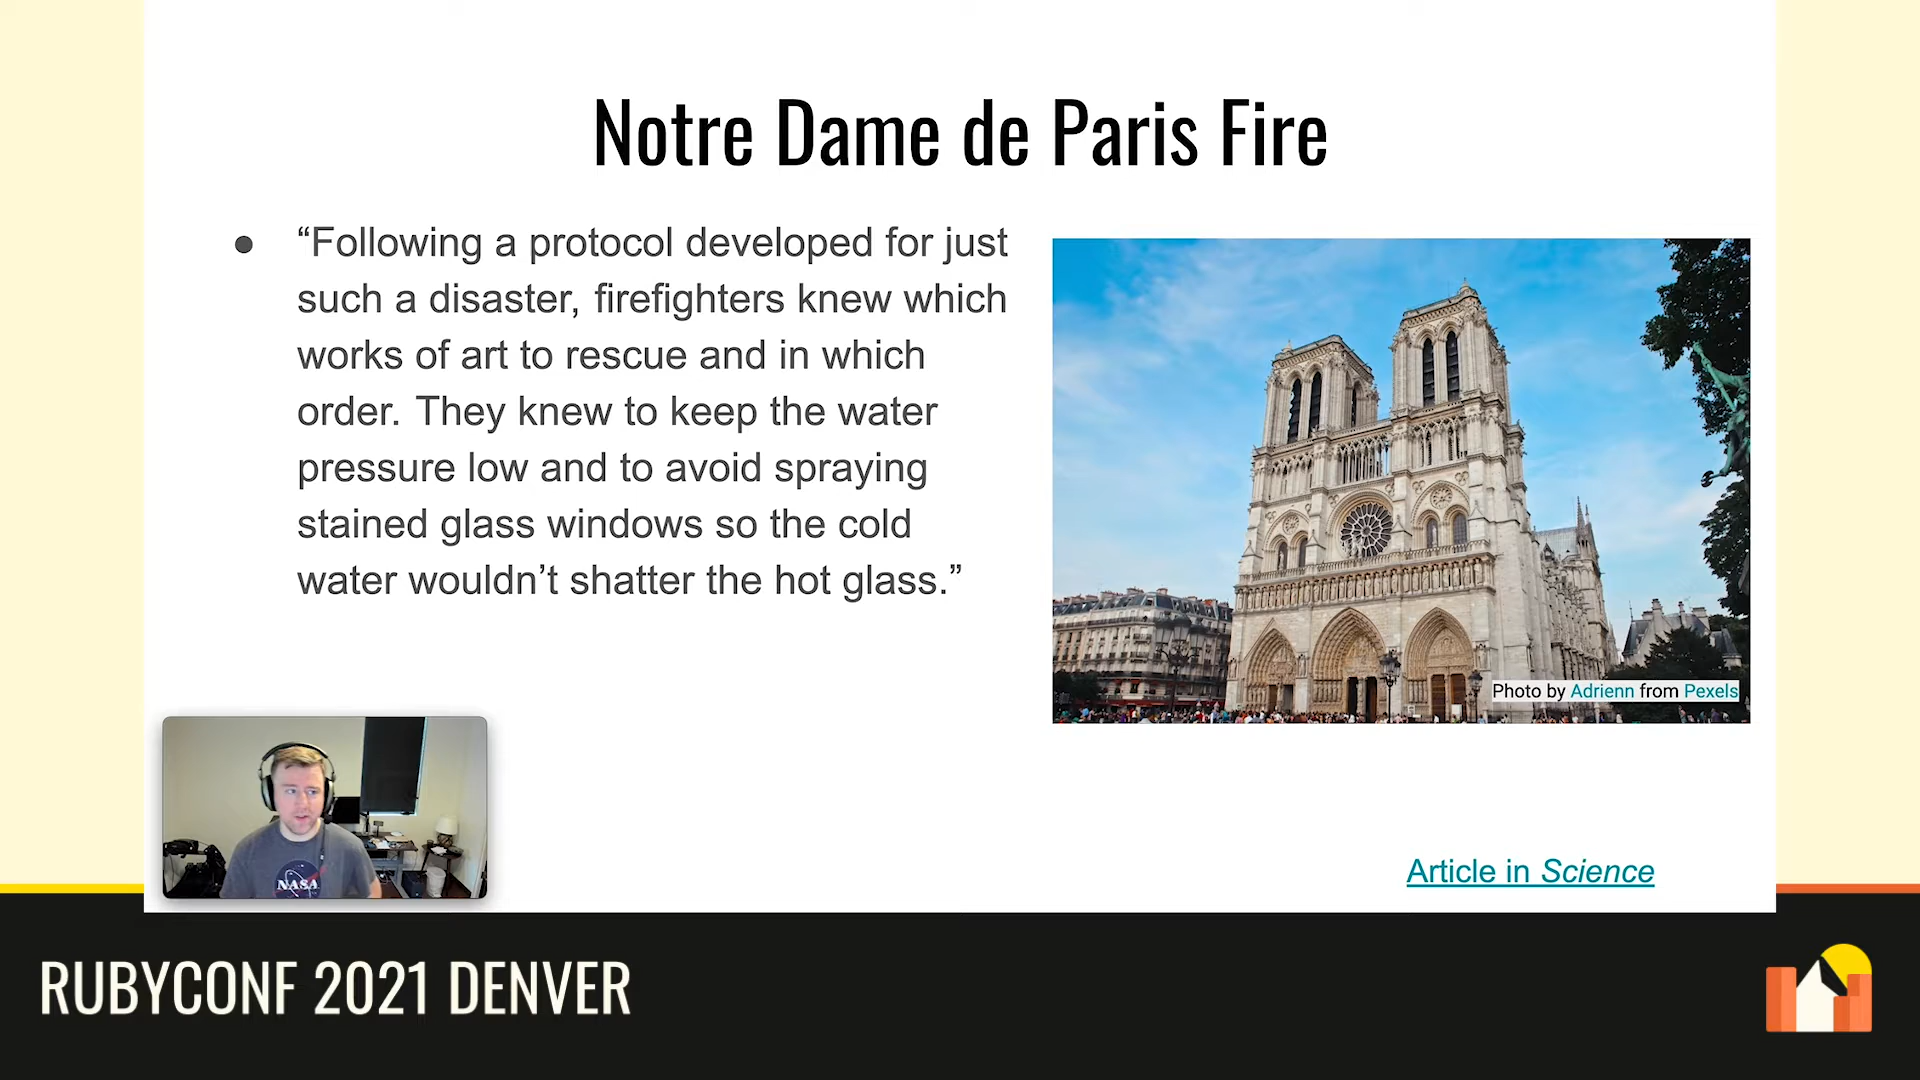 Notre Dame de Paris Fire
● “Following a protocol developed for just
such a disaster, firefighters knew which
works of art to rescue and in which
order. They knew to keep the water
pressure low and to avoid spraying
stained glass windows so the cold
water wouldn’t shatter the hot glass.”
Photo by Adrienn from Pexels
NASA
Article in Science
RUBYCONF 2021 DENVER